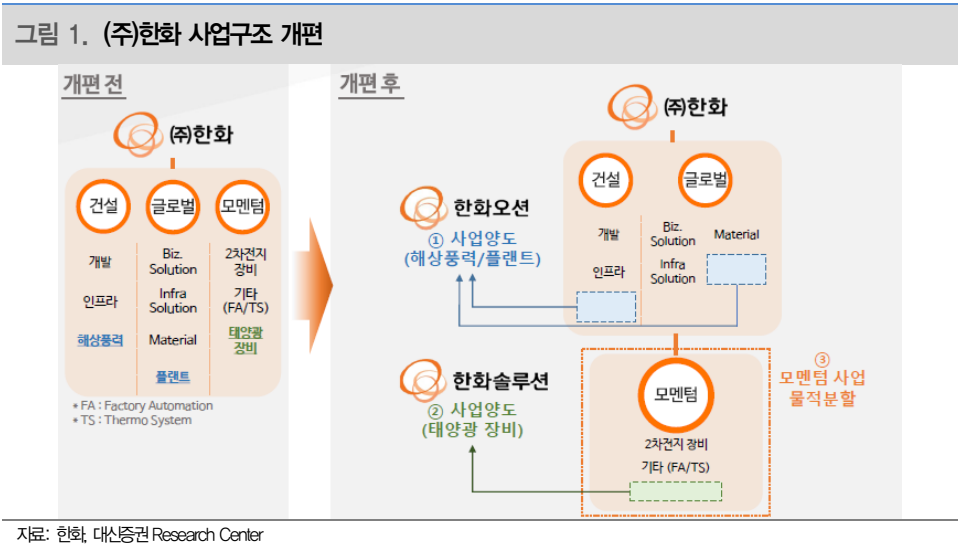 그림 1. (주)한화 사업구조 개편
개편 전
㈜한화
건설
글로벌
모멘텀
개발
인프라
해상풍력
Biz.
Solution
Infra
Solution
Material
플랜트
2차전지
장비
기타
(FA/TS)
태양광
장비
* FA : Factory Automation
* TS : Thermo System
개편 후
㈜한화
건설
글로벌
개발
인프라
Biz.
Solution
Infra
Solution
Material
한화오션
① 사업양도
(해상풍력/플랜트)
한화솔루션
② 사업양도
(태양광 장비)
모멘텀
2차전지 장비
기타 (FA/TS)
③
모멘텀 사업
물적분할
자료: 한화, 대신증권 Research Center